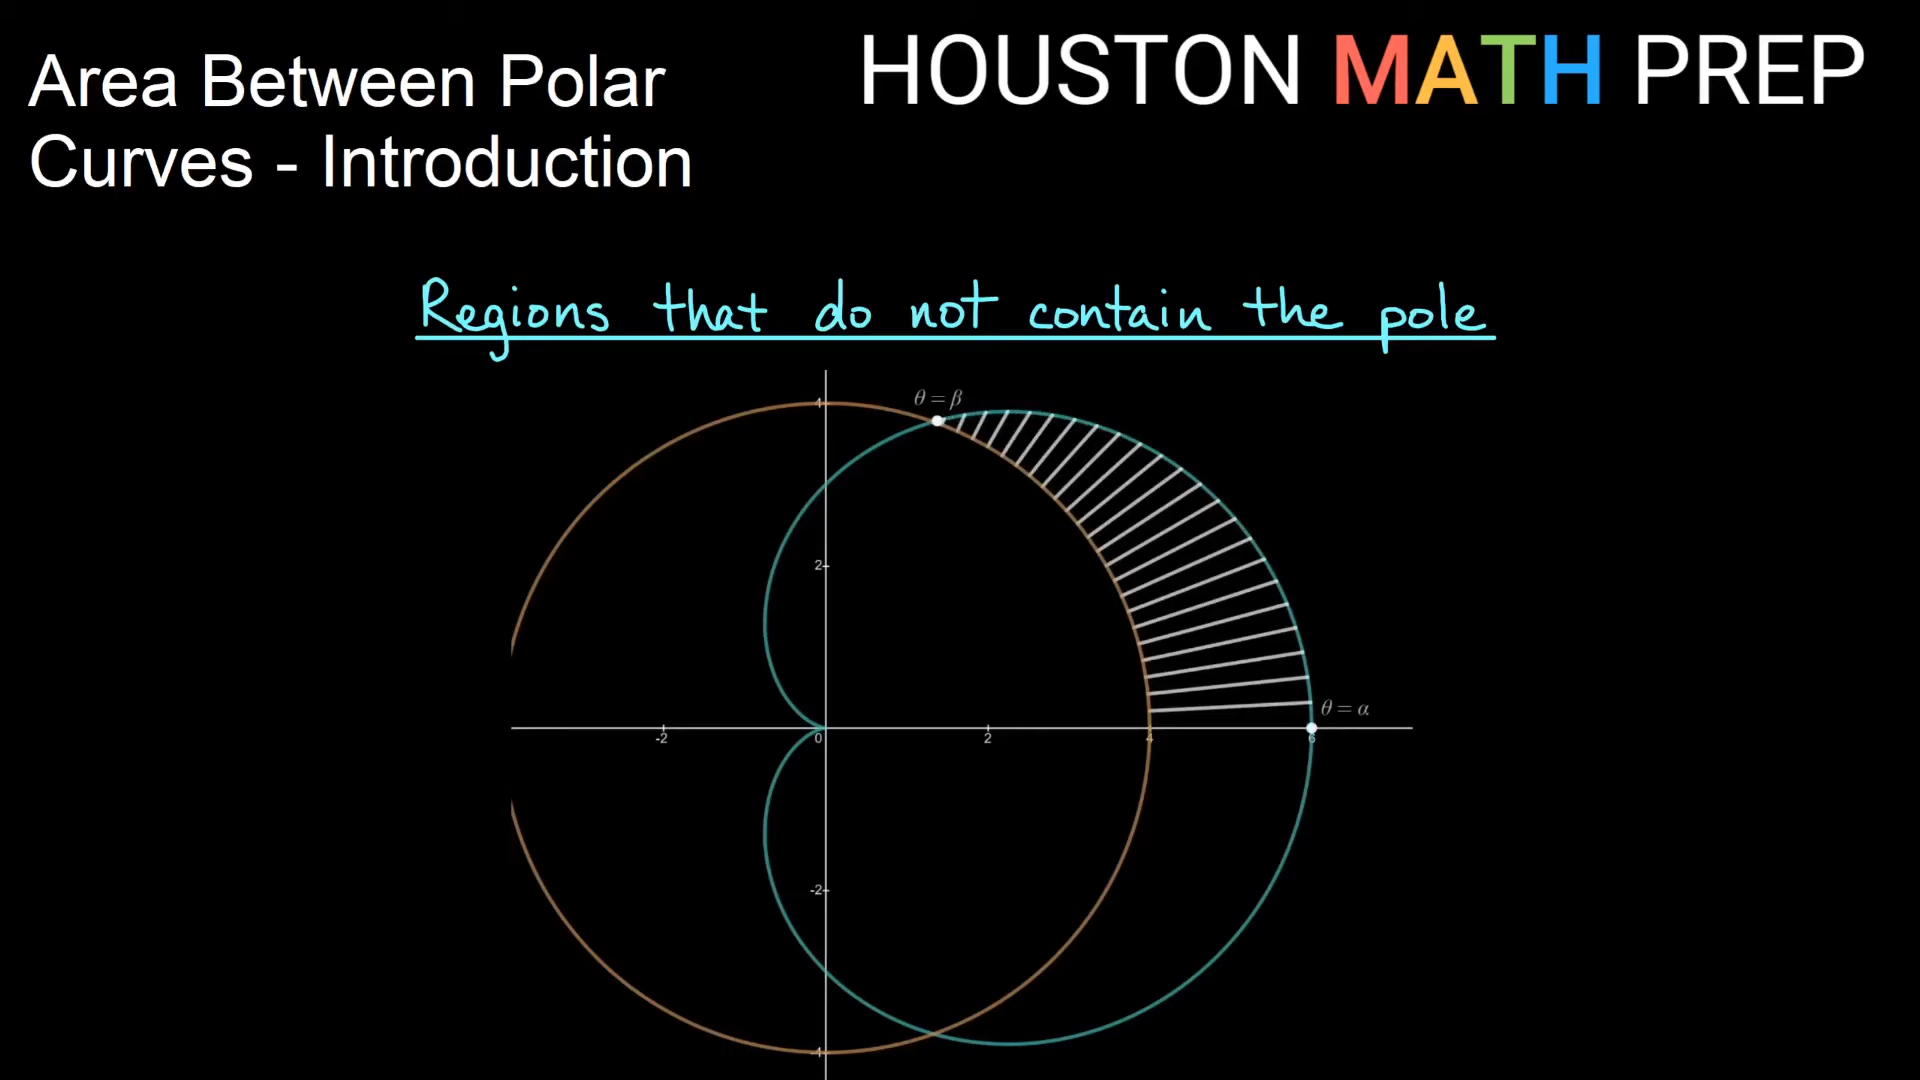 Area Between Polar
Curves - Introduction
HOUSTON MATH PREP
Regions that do not contain the pole
4
θ = β
2
θ = α
-2
0
2
4
6
-2
-4